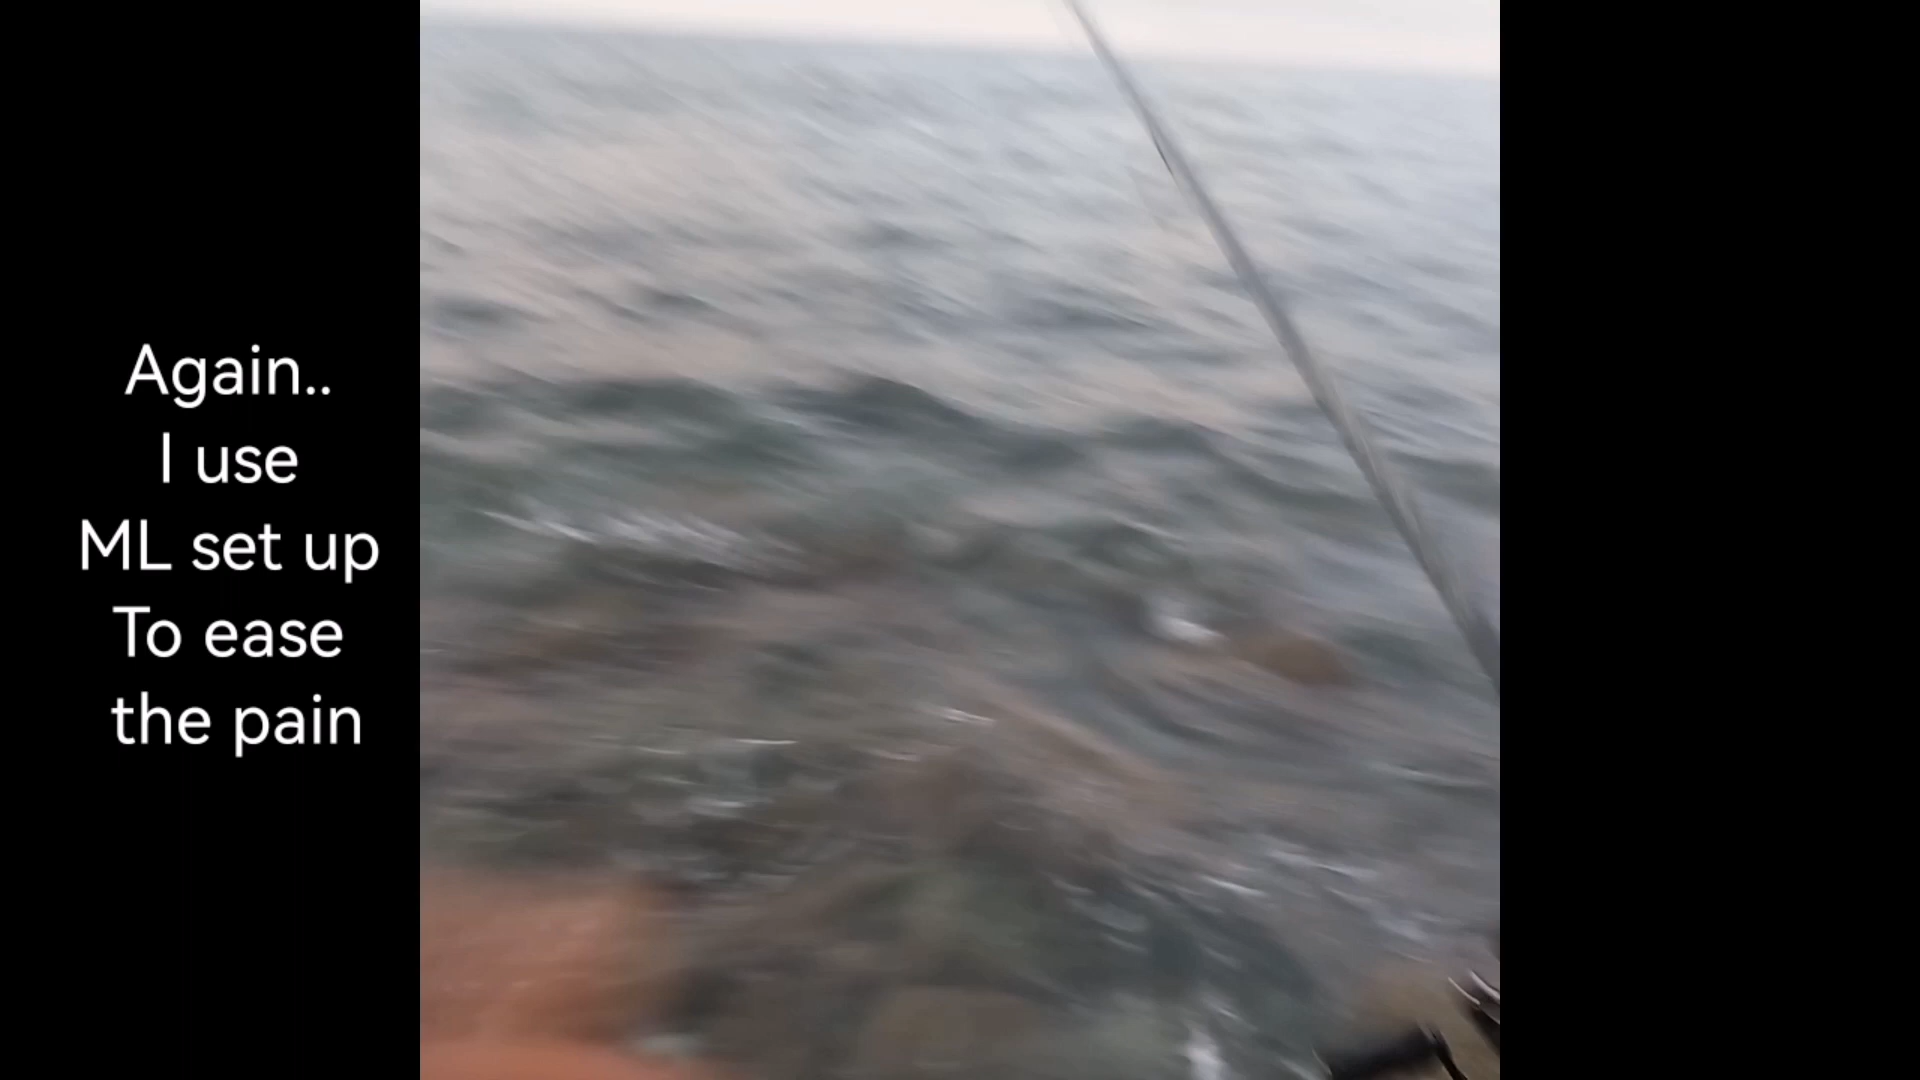 Again..
I use
ML set up
To ease
the pain